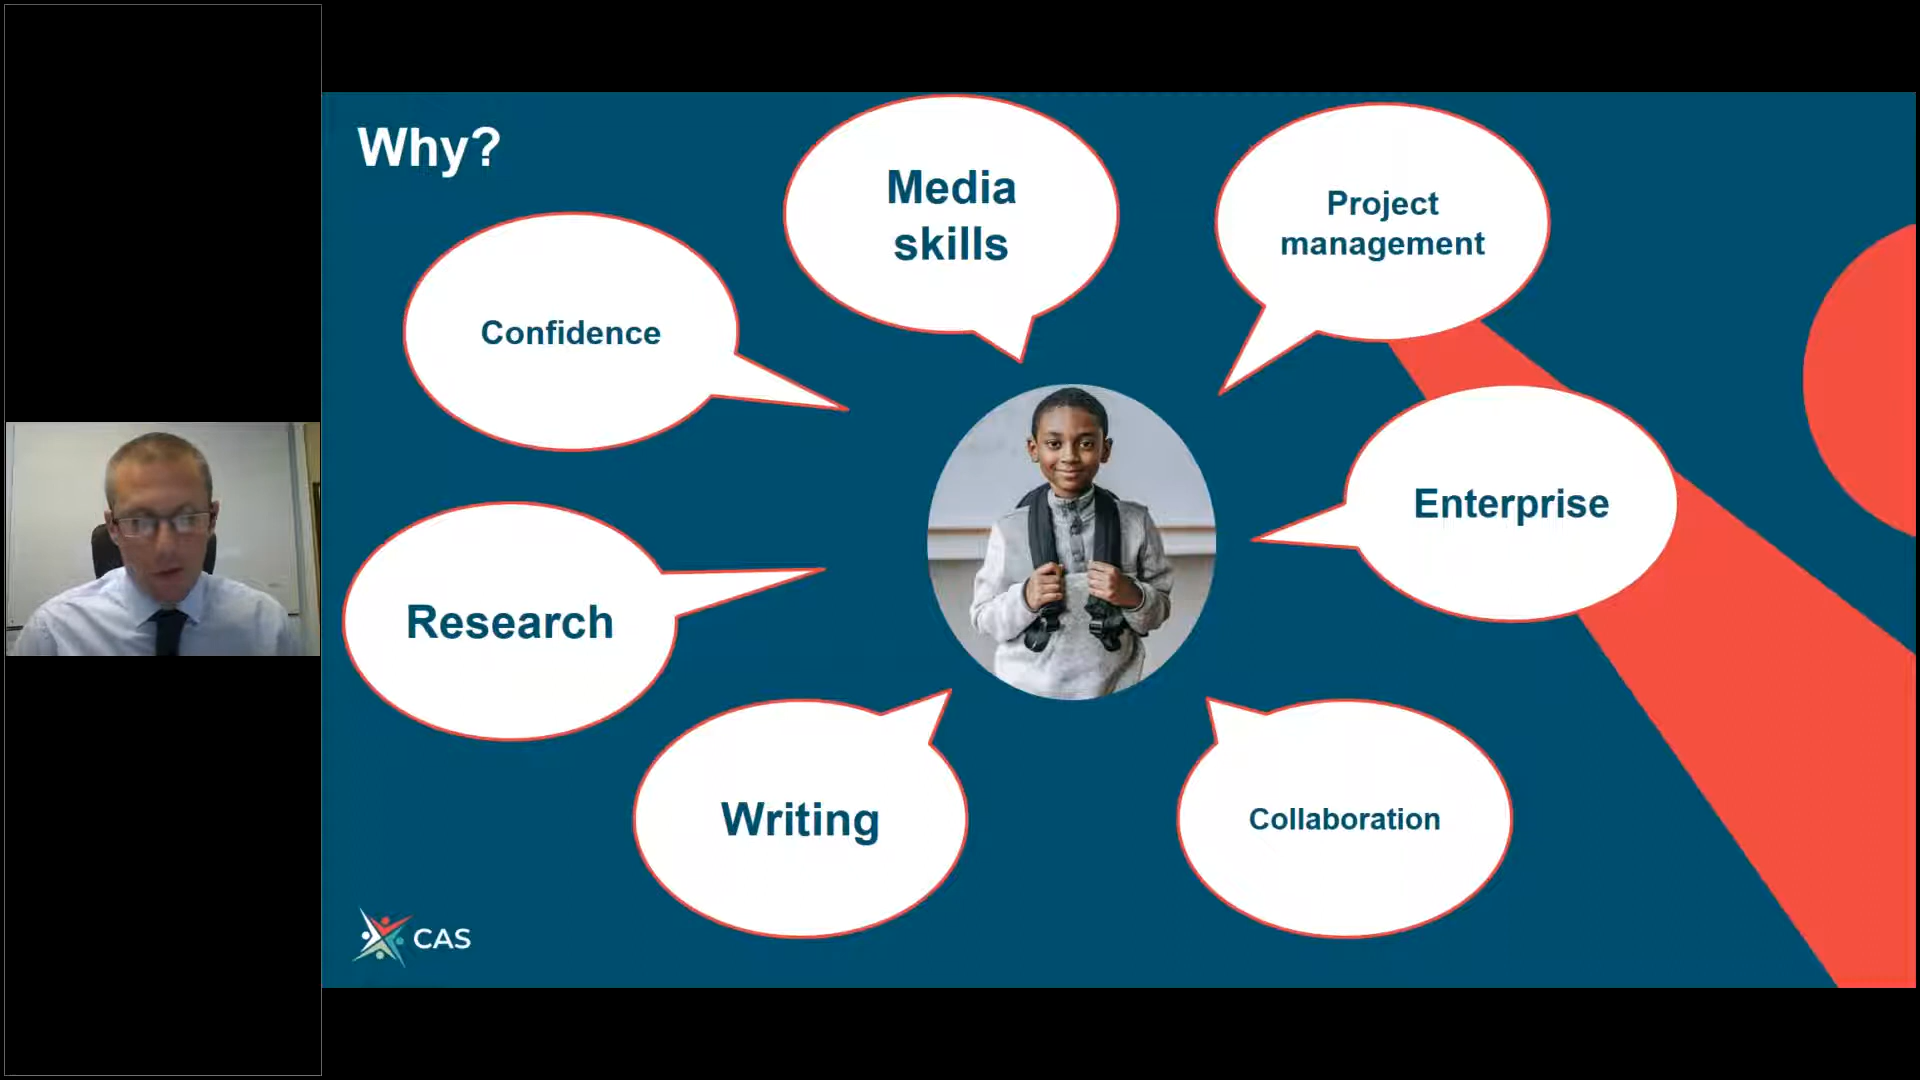 Why?
Media
skills
Project
management
Confidence
Enterprise
Research
Writing
Collaboration
CAS